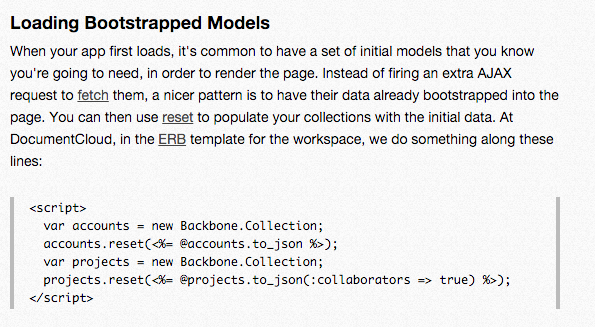 Loading Bootstrapped Models
When your app first loads, it's common to have a set of initial models that you know
you're going to need, in order to render the page. Instead of firing an extra AJAX
request to fetch them, a nicer pattern is to have their data already bootstrapped into the
page. You can then use reset to populate your collections with the initial data. At
DocumentCloud, in the ERB template for the workspace, we do something along these
lines:
<script>
  var accounts = new Backbone.Collection;
  accounts.reset(<%= @accounts.to_json %>);
  var projects = new Backbone.Collection;
  projects.reset(<%= @projects.to_json(:collaborators => true) %>);
</script>